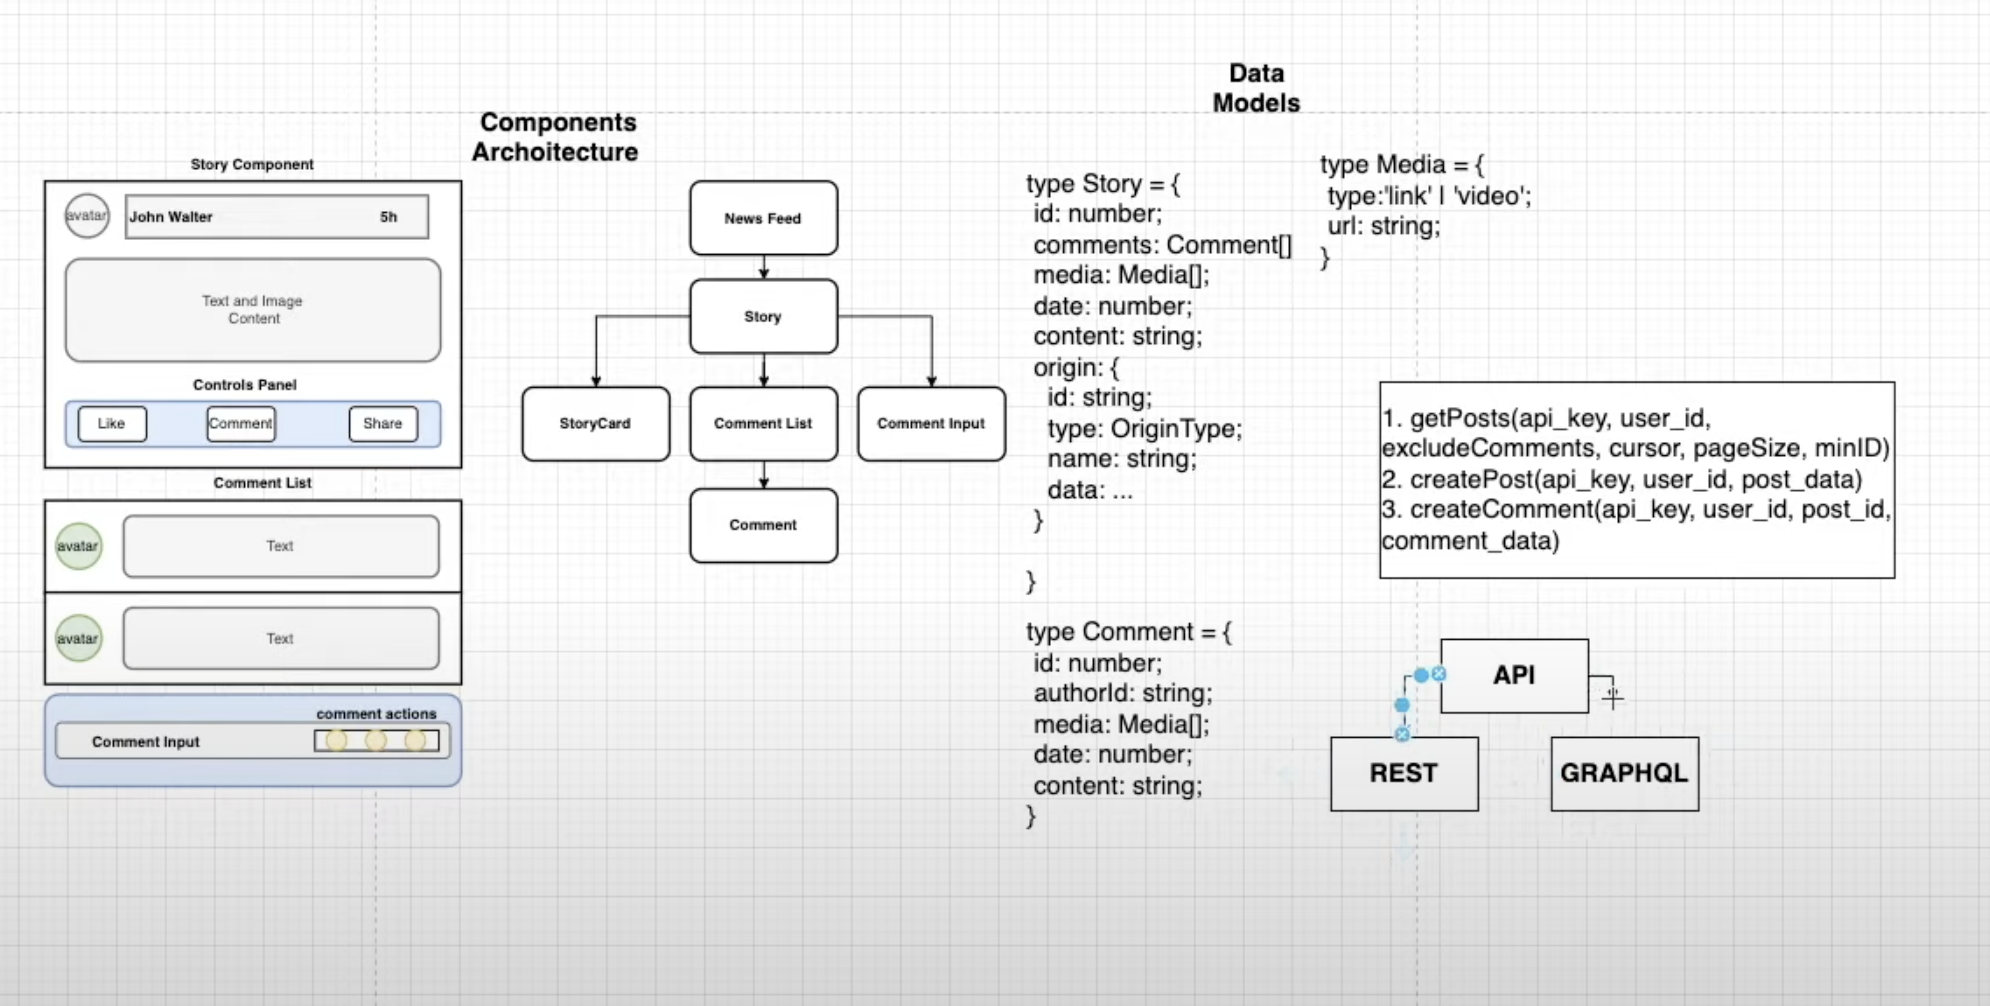 Data
Models
Components
Archoitecture
Story Component
avatar
John Walter
5h
Text and Image
Content
Controls Panel
Like
Comment
Share
Comment List
avatar
Text
avatar
Text
comment actions
Comment Input
News Feed
Story
StoryCard
Comment List
Comment Input
Comment
type Story = {
id: number;
comments: Comment[]
media: Media[];
date: number;
content: string;
origin: {
id: string;
type: OriginType;
name: string;
data: ...
}
}
type Comment = {
id: number;
authorId: string;
media: Media[];
date: number;
content: string;
}
type Media = {
type:'link' | 'video';
url: string;
}
1. getPosts(api_key, user_id,
excludeComments, cursor, pageSize, minID)
2. createPost(api_key, user_id, post_data)
3. createComment(api_key, user_id, post_id,
comment_data)
API
REST
GRAPHQL